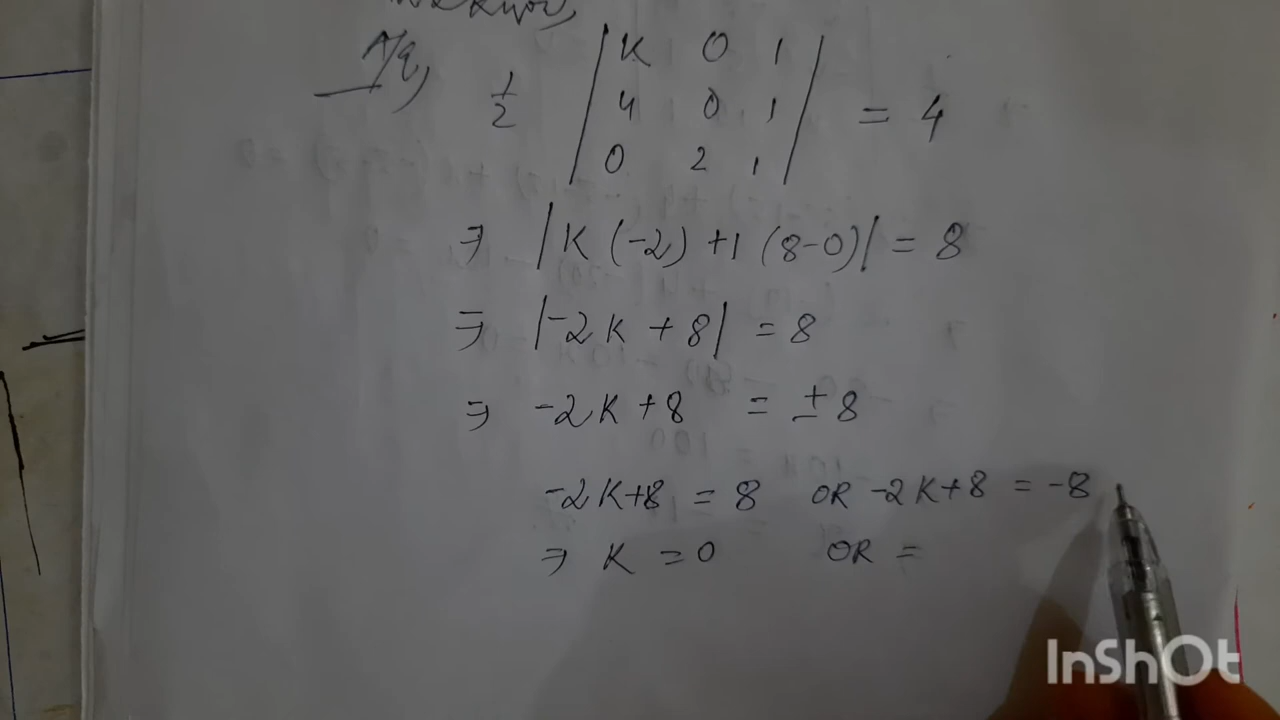 A/q,
1/2 | K 0 1 |
| 4 0 1 | = 4
| 0 2 1 |
⇒ |K (-2) +1 (8-0)| = 8
⇒ |-2K + 8| = 8
⇒ -2K+8 = ±8
-2K+8 = 8 OR -2K+8 = -8
⇒ K = 0 OR =
InShOt